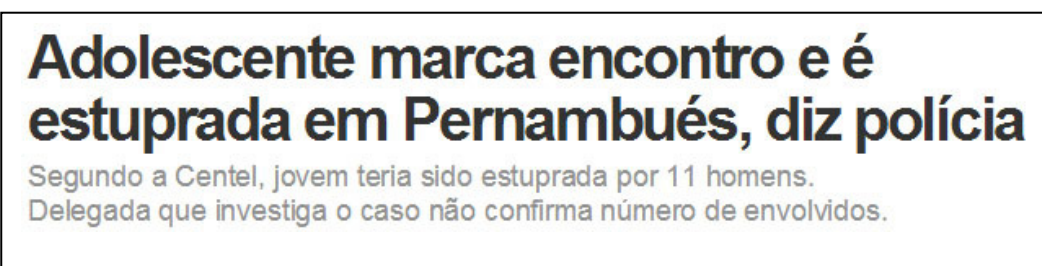 Adolescente marca encontro e é
estuprada em Pernambués, diz polícia
Segundo a Centel, jovem teria sido estuprada por 11 homens.
Delegada que investiga o caso não confirma número de envolvidos.